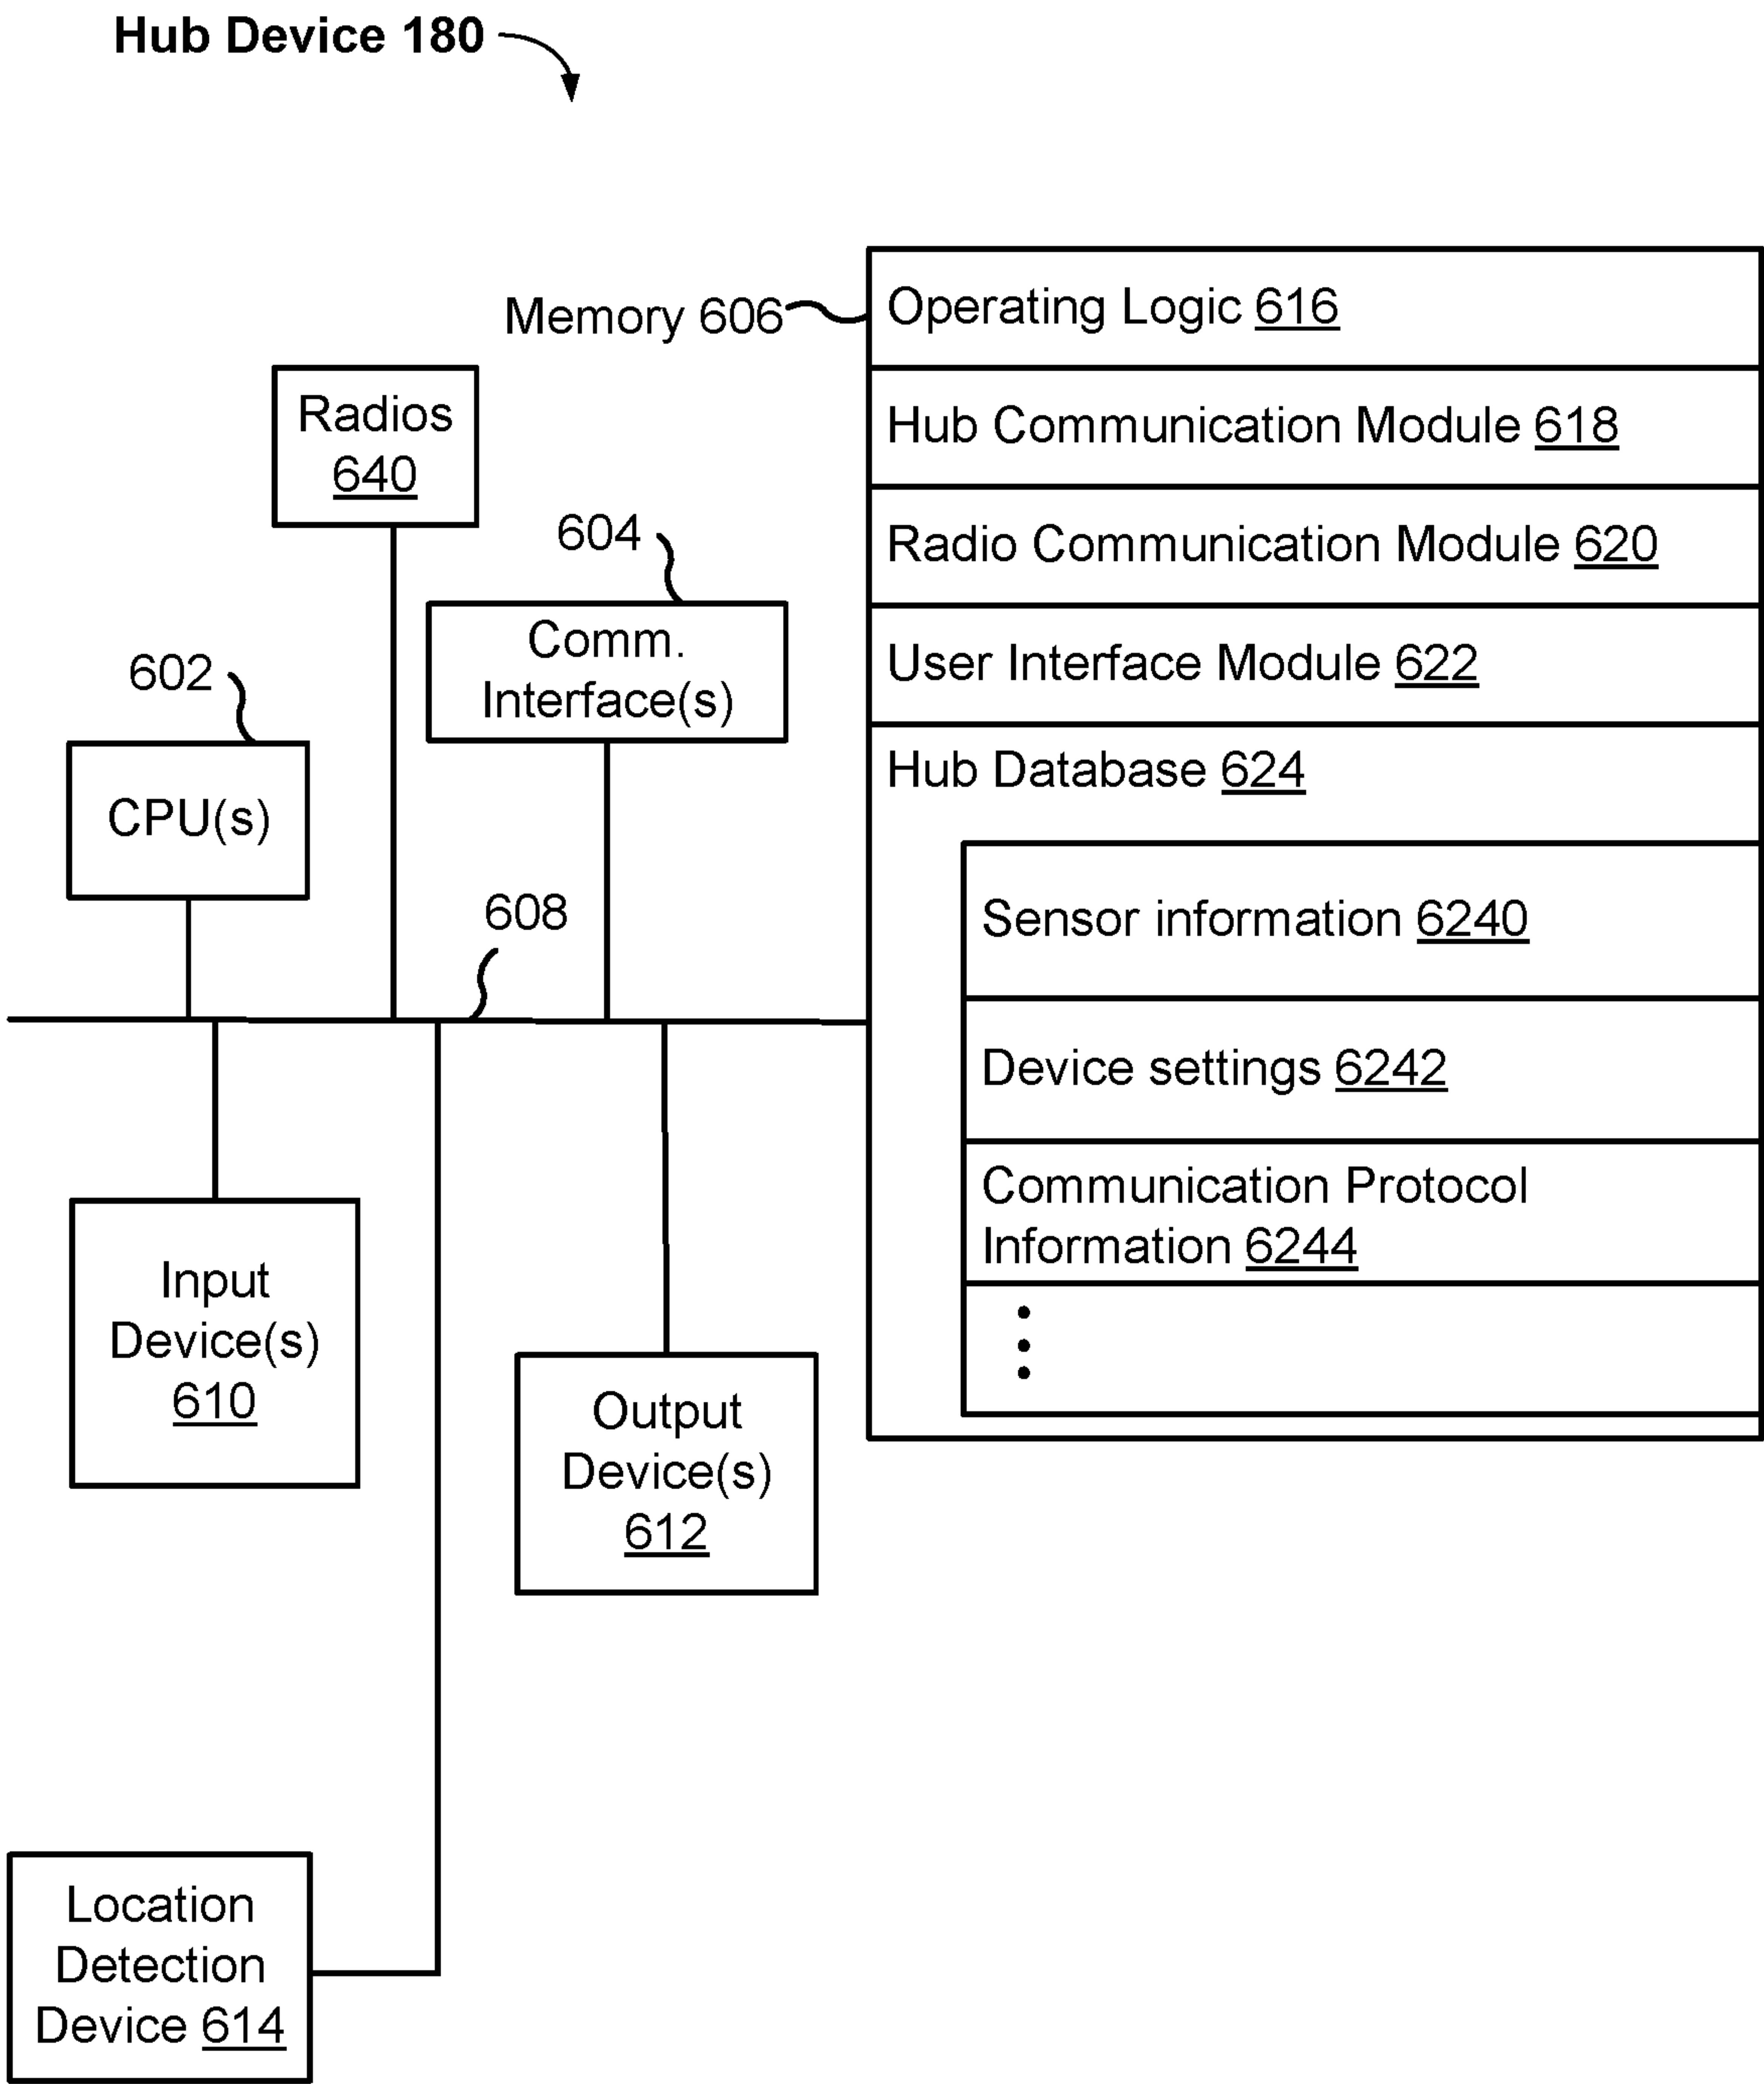 Hub Device 180
Memory 606
Operating Logic 616
Hub Communication Module 618
Radio Communication Module 620
User Interface Module 622
Hub Database 624
Sensor information 6240
Device settings 6242
Communication Protocol
Information 6244
Radios
640
604
Comm.
Interface(s)
602
CPU(s)
608
Input
Device(s)
610
Output
Device(s)
612
Location
Detection
Device 614